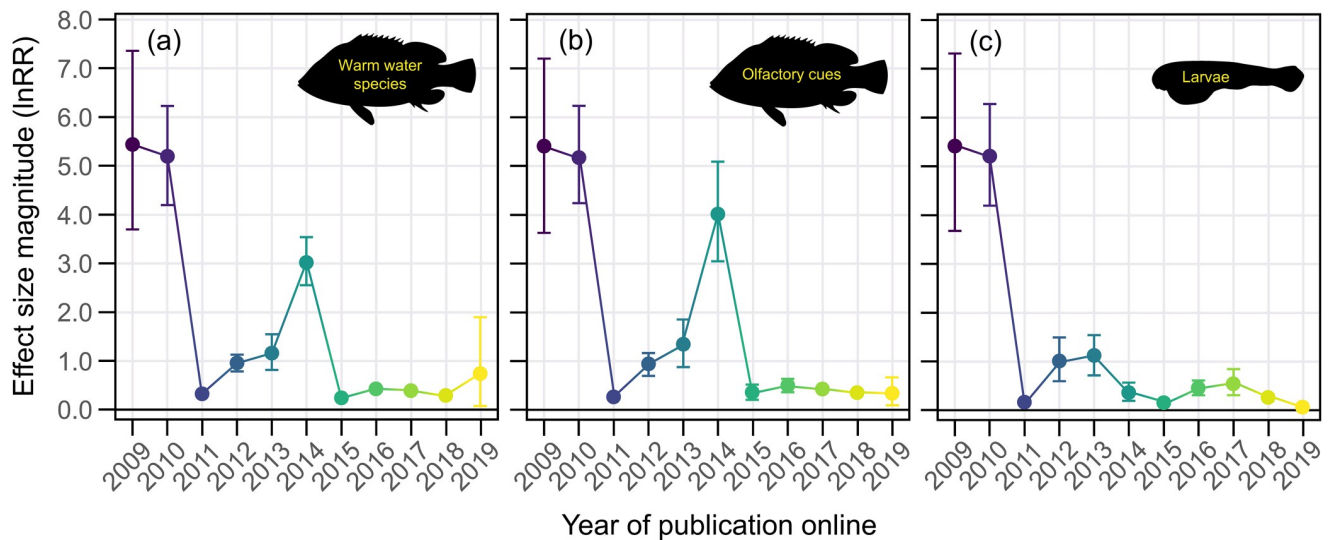 Effect size magnitude (lnRR)
8.0
7.0
6.0
5.0
4.0
3.0
2.0
1.0
0.0
(a)
Warm water
species
2009 2010 2011 2012 2013 2014 2015 2016 2017 2018 2019
(b)
Olfactory cues
2009 2010 2011 2012 2013 2014 2015 2016 2017 2018 2019
(c)
Larvae
2009 2010 2011 2012 2013 2014 2015 2016 2017 2018 2019
Year of publication online